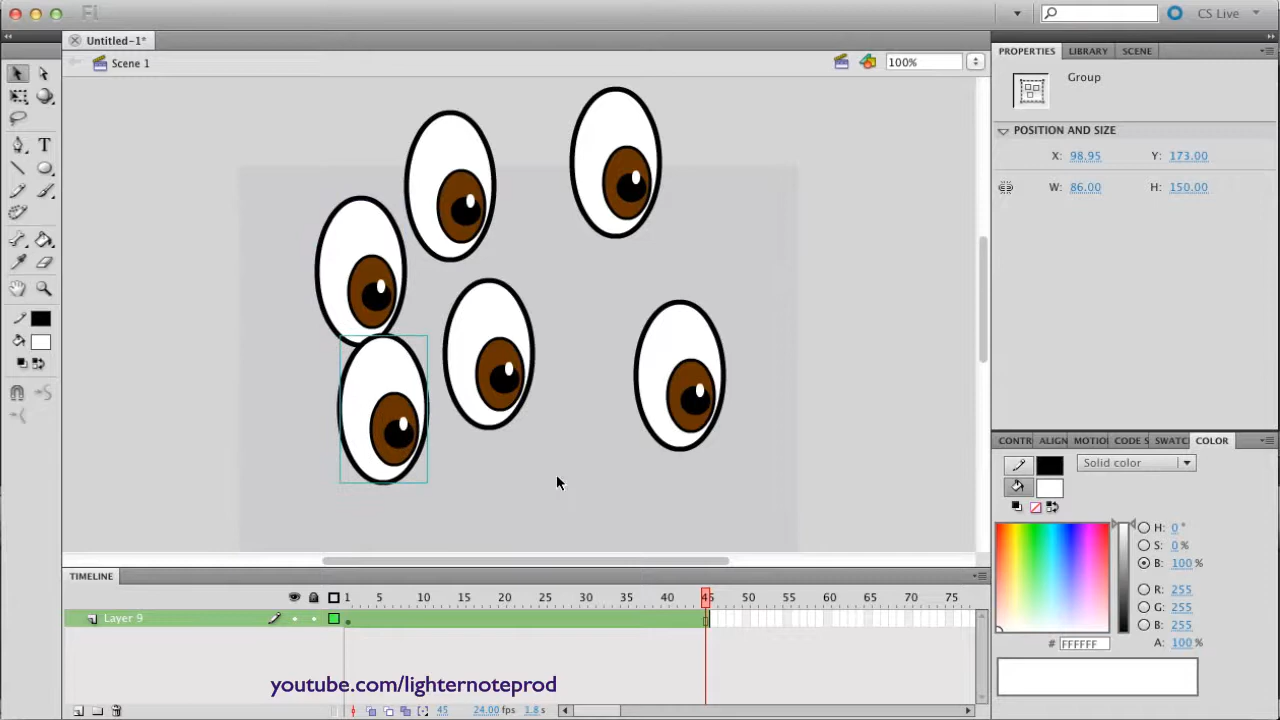 Fl
CS Live
Untitled-1*
Scene 1
100%
PROPERTIES LIBRARY SCENE
Group
POSITION AND SIZE
X: 98.95 Y: 173.00
W: 86.00 H: 150.00
CONTR ALIGN MOTIO CODE S SWATC COLOR
Solid color
H: 0 °
S: 0 %
B: 100 %
R: 255
G: 255
B: 255
# FFFFFF A: 100 %
TIMELINE
1 5 10 15 20 25 30 35 40 45 50 55 60 65 70 75
Layer 9
youtube.com/lighternoteprod
45 24.00 fps 1.8 s